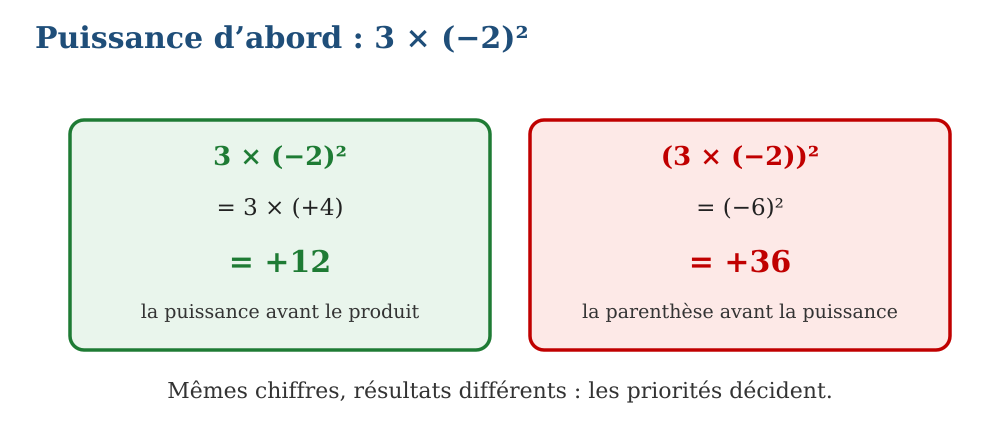 Puissance d’abord : 3 × (−2)²
3 × (−2)²
= 3 × (+4)
= +12
la puissance avant le produit
(3 × (−2))²
= (−6)²
= +36
la parenthèse avant la puissance
Mêmes chiffres, résultats différents : les priorités décident.